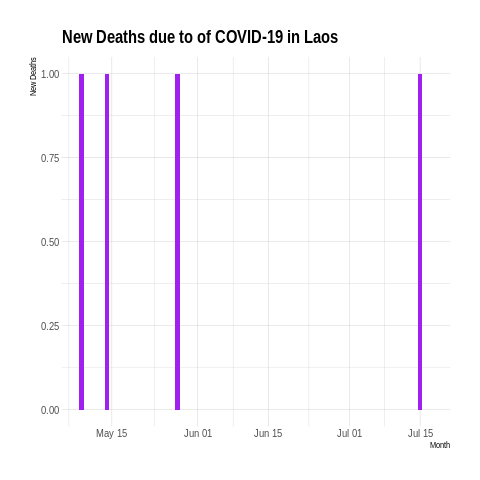 New Deaths due to of COVID-19 in Laos
New Deaths
1.00
0.75
0.50
0.25
0.00
May 15 Jun 01 Jun 15 Jul 01 Jul 15
Month